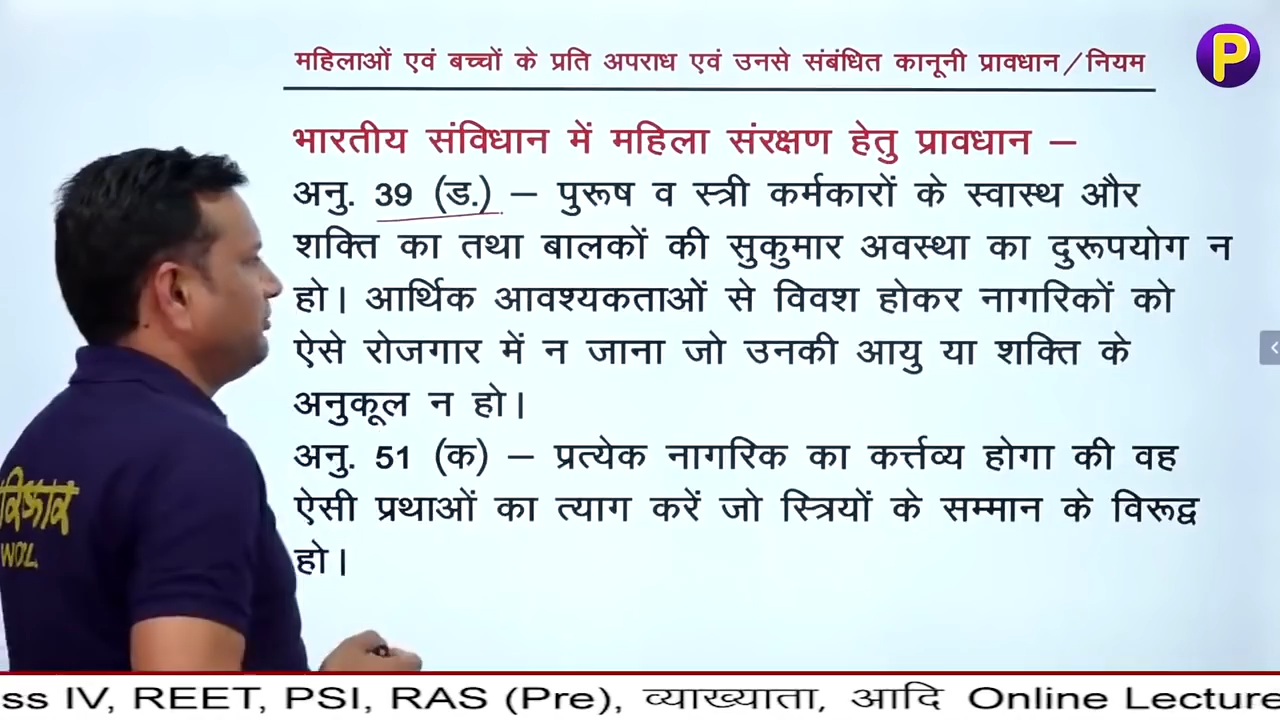 महिलाओं एवं बच्चों के प्रति अपराध एवं उनसे संबंधित कानूनी प्रावधान/नियम
P
भारतीय संविधान में महिला संरक्षण हेतु प्रावधान –
अनु. 39 (ड.) – पुरूष व स्त्री कर्मकारों के स्वास्थ और
शक्ति का तथा बालकों की सुकुमार अवस्था का दुरूपयोग न
हो। आर्थिक आवश्यकताओं से विवश होकर नागरिकों को
ऐसे रोजगार में न जाना जो उनकी आयु या शक्ति के
अनुकूल न हो।
अनु. 51 (क) – प्रत्येक नागरिक का कर्त्तव्य होगा की वह
ऐसी प्रथाओं का त्याग करें जो स्त्रियों के सम्मान के विरूद्व
हो।
ss IV, REET, PSI, RAS (Pre), व्याख्याता, आदि Online Lecture